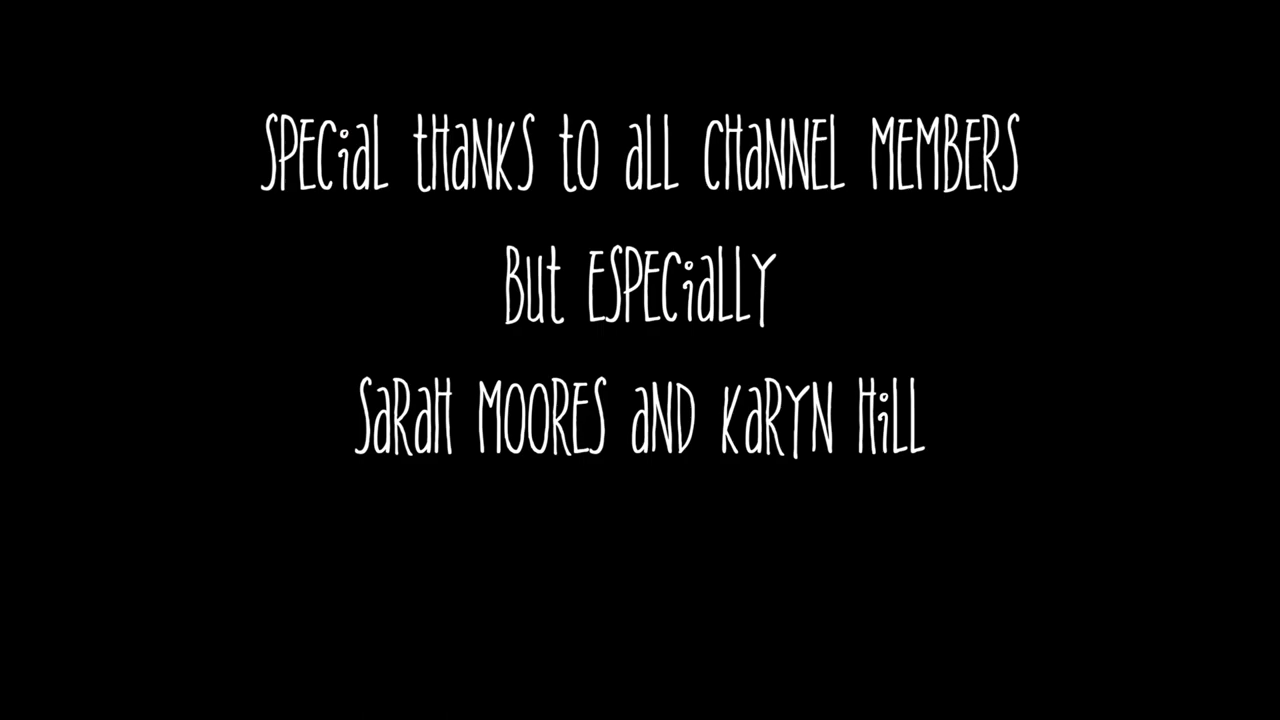 Special thanks to all channel members
But especially
Sarah Moores and Karyn Hill